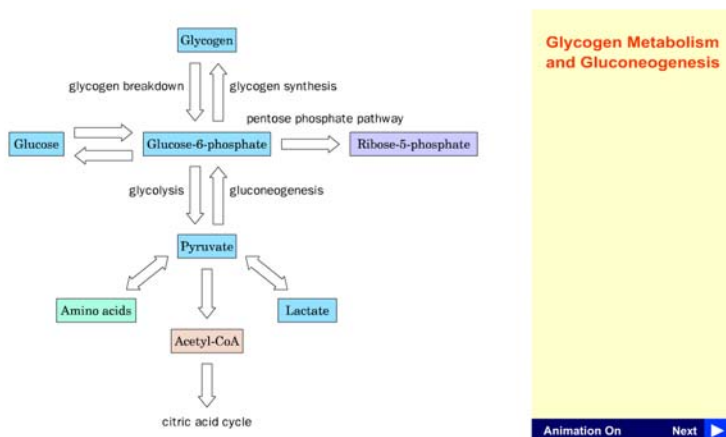 Glycogen
glycogen breakdown
glycogen synthesis
pentose phosphate pathway
Glucose
Glucose-6-phosphate
Ribose-5-phosphate
glycolysis
gluconeogenesis
Pyruvate
Amino acids
Lactate
Acetyl-CoA
citric acid cycle
Glycogen Metabolism
and Gluconeogenesis
Animation On
Next